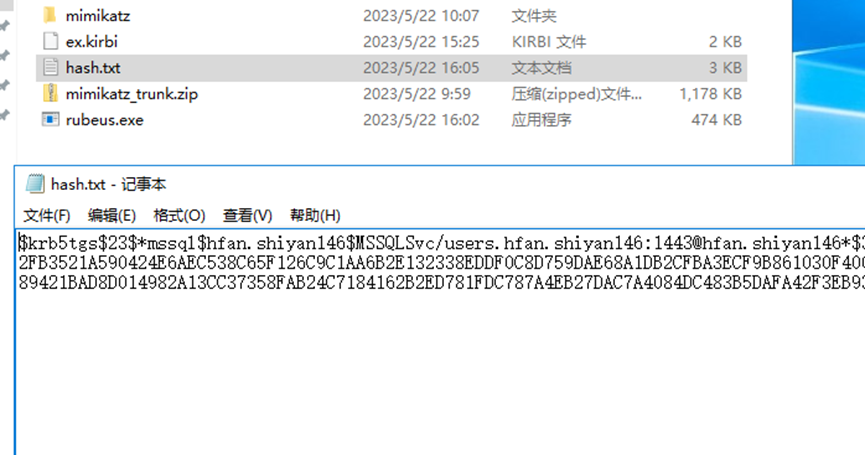 mimikatz 2023/5/22 10:07 文件夹
ex.kirbi 2023/5/22 15:25 KIRBI 文件 2 KB
hash.txt 2023/5/22 16:05 文本文档 3 KB
mimikatz_trunk.zip 2023/5/22 9:59 压缩(zipped)文件... 1,178 KB
rubeus.exe 2023/5/22 16:02 应用程序 474 KB
hash.txt - 记事本
文件(F) 编辑(E) 格式(O) 查看(V) 帮助(H)
$krb5tgs$23$*mssql$hfan.shiyan146$MSSQLSvc/users.hfan.shiyan146:1443@hfan.shiyan146*$
2FB3521A590424E6AEC538C65F126C9C1AA6B2E132338EDDF0C8D759DAE68A1DB2CFBA3ECF9B861030F40
89421BAD8D014982A13CC37358FAB24C7184162B2ED781FDC787A4EB27DAC7A4084DC483B5DAFA42F3EB93